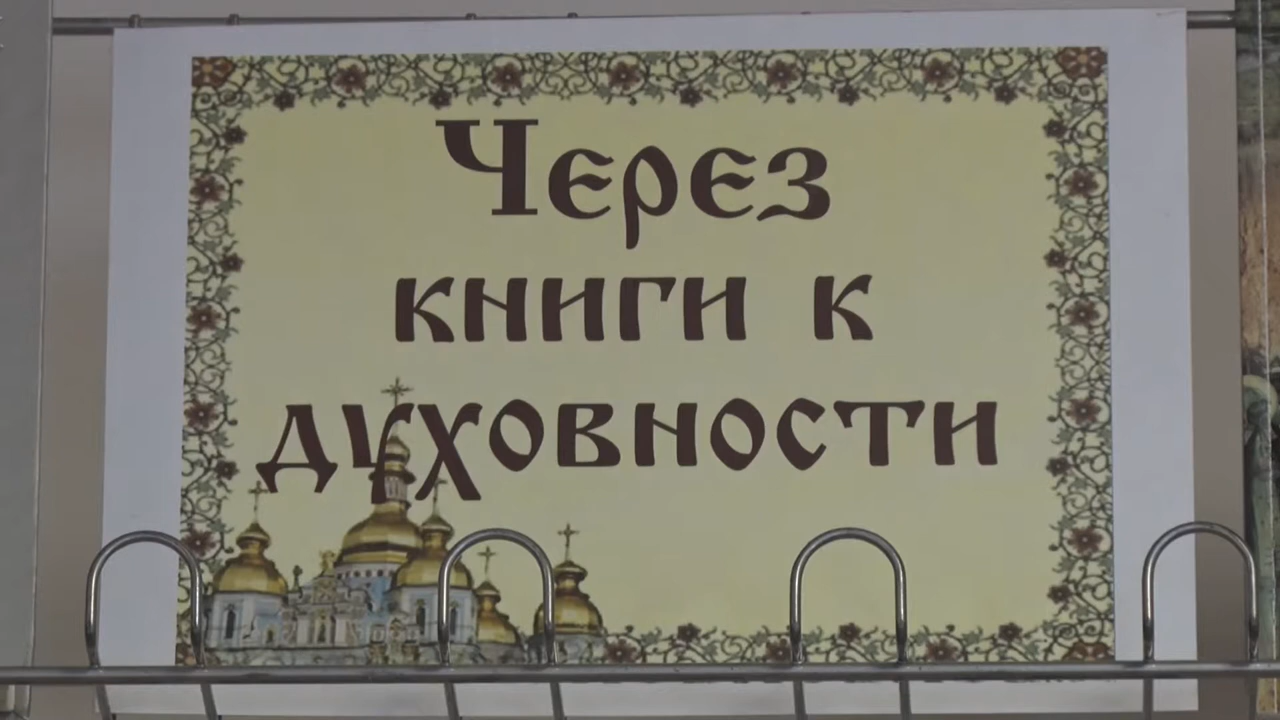 Через
книги к
духовности